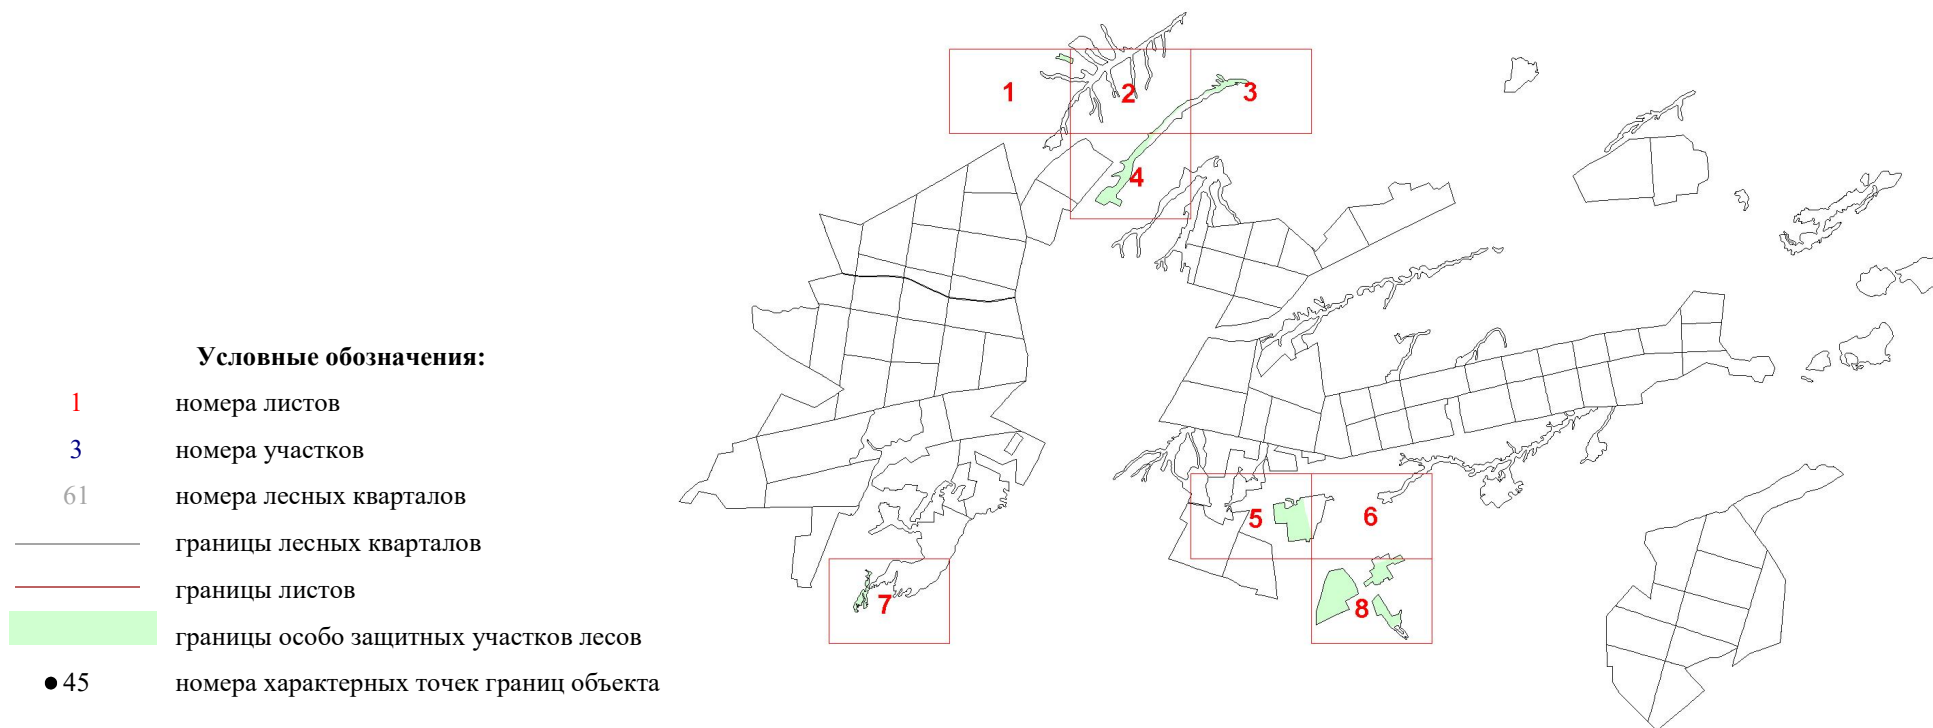 Условные обозначения:
1 номера листов
3 номера участков
61 номера лесных кварталов
границы лесных кварталов
границы листов
границы особо защитных участков лесов
45 номера характерных точек границ объекта
1
2
3
4
5
6
7
8